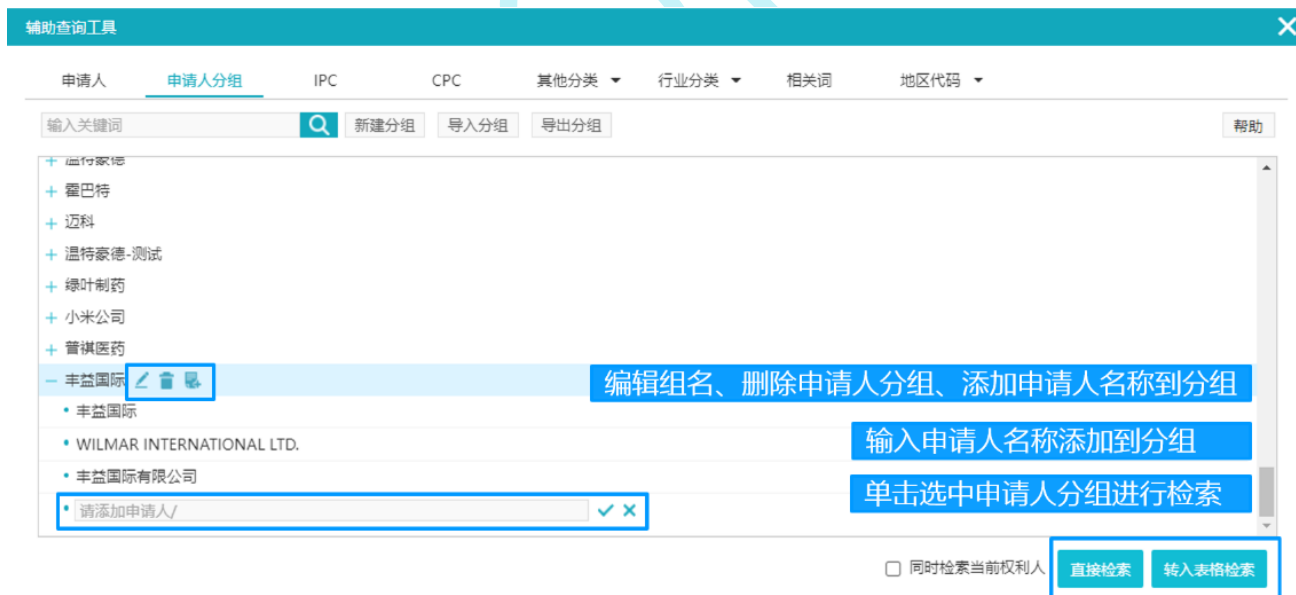 辅助查询工具
申请人 申请人分组 IPC CPC 其他分类 行业分类 相关词 地区代码
输入关键词 新建分组 导入分组 导出分组 帮助
温特豪德
霍巴特
迈科
温特豪德-测试
绿叶制药
小米公司
普祺医药
丰益国际 编辑组名、删除申请人分组、添加申请人名称到分组
丰益国际
WILMAR INTERNATIONAL LTD. 输入申请人名称添加到分组
丰益国际有限公司 单击选中申请人分组进行检索
请添加申请人/
同时检索当前权利人 直接检索 转入表格检索